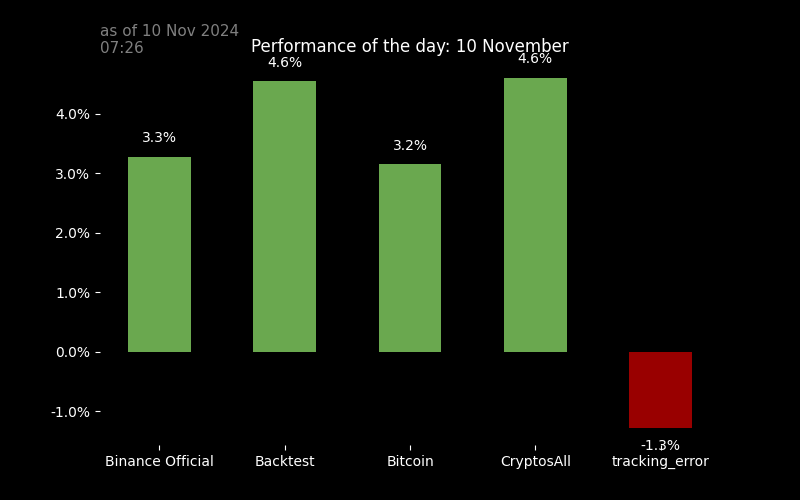 as of 10 Nov 2024
07:26
Performance of the day: 10 November
4.6%
4.6%
4.0%
3.3%
3.2%
3.0%
2.0%
1.0%
0.0%
-1.0%
-1.3%
Binance Official
Backtest
Bitcoin
CryptosAll
tracking_error